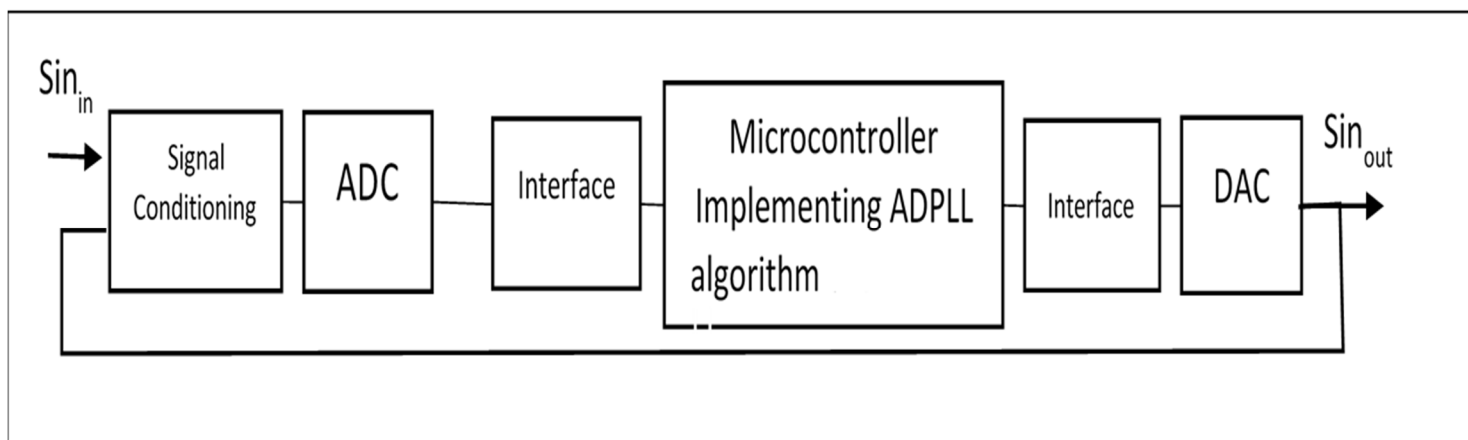 Sin_in
Signal
Conditioning
ADC
Interface
Microcontroller
Implementing ADPLL
algorithm
Interface
DAC
Sin_out